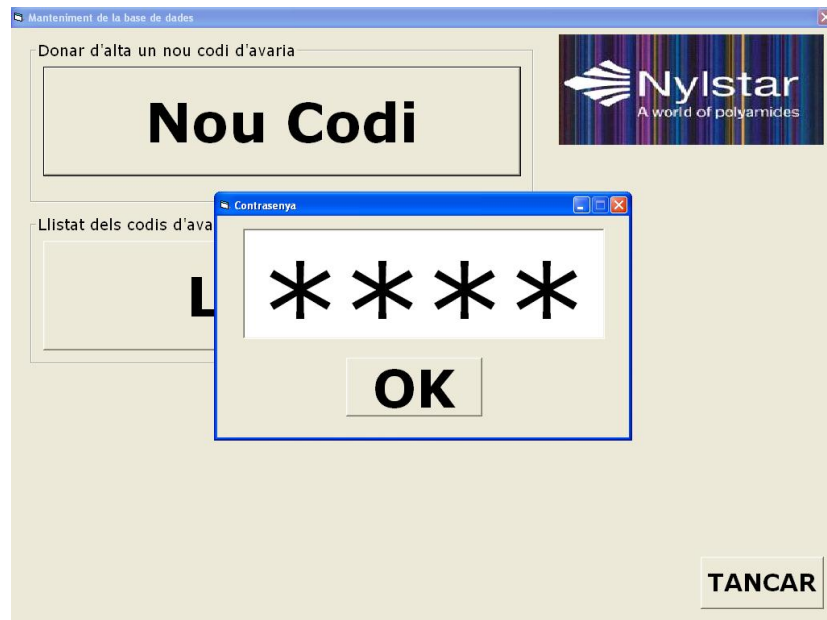 Manteniment de la base de dades
Donar d'alta un nou codi d'avaria
Nou Codi
Nylstar
A world of polyamides
Contrasenya
Llistat dels codis d'ava
L
****
OK
TANCAR